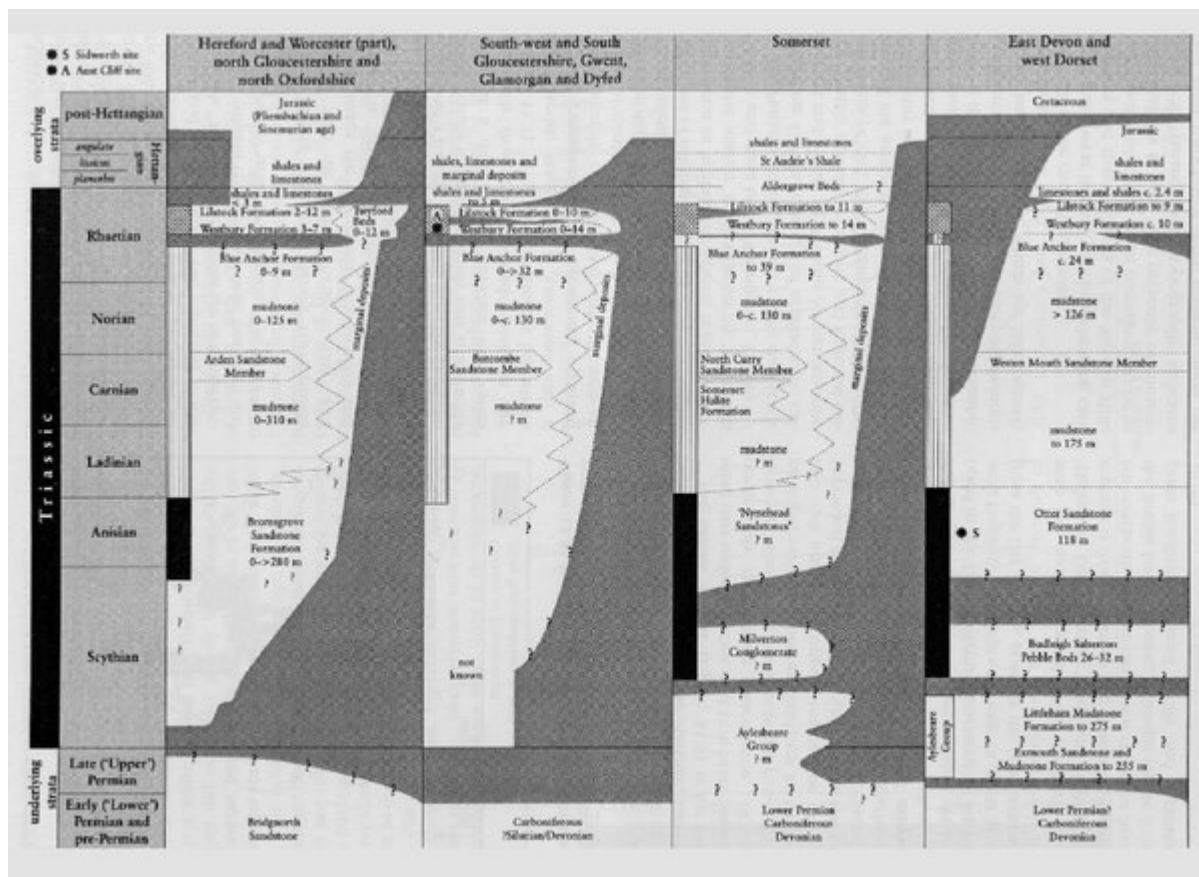 S Sidworth site
A Aust Cliff site
Hereford and Worcester (part),
north Gloucestershire and
north Oxfordshire
South-west and South
Gloucestershire, Gwent,
Glamorgan and Dyfed
Somerset
East Devon and
west Dorset
overlying
strata
post-Hettangian
Hettan-
gian
angulata
liasicus
planorbis
Triassic
Rhaetian
Norian
Carnian
Ladinian
Anisian
Scythian
underlying
strata
Late ('Upper')
Permian
Early ('Lower')
Permian and
pre-Permian
Jurassic
(Pliensbachian and
Sinemurian age)
shales and
limestones
shales and limestones
< 3 m
Lilstock Formation 2–12 m
Westbury Formation 3–7 m
Beds
0–12 m
?
Blue Anchor Formation
? ? ? ?
0–9 m
mudstone
0–125 m
marginal deposits
Arden Sandstone
Member
mudstone
0–310 m
Bromsgrove
Sandstone
Formation
0–>280 m
? ?
Bridgnorth
Sandstone
shales, limestones and
marginal deposits
shales and limestones
to 5 m
A
Lilstock Formation 0–10 m
Westbury Formation 0–14 m
Blue Anchor Formation
0–>32 m
? ? ? ?
mudstone
0–c. 130 m
marginal deposits
Butcombe
Sandstone Member
mudstone
? m
not
known
Carboniferous
?Silurian/Devonian
shales and limestones
St Audrie's Shale
Aldergrove Beds ?
Lilstock Formation to 11 m
Westbury Formation to 14 m
Blue Anchor Formation
to 39 m
mudstone
0–c. 130 m
marginal deposits
North Curry
Sandstone Member
Somerset
Halite
Formation
mudstone
? m
'Nynehead
Sandstones'
? m
Milverton
Conglomerate
? m
Aylesbeare
Group
? m
Lower Permian
Carboniferous
Devonian
Cretaceous
Jurassic
shales and
limestones
limestones and shales c. 2.4 m
Lilstock Formation to 9 m
Westbury Formation c. 10 m
Blue Anchor Formation
c. 24 m
? ? ? ?
mudstone
> 126 m
Weston Mouth Sandstone Member
mudstone
to 175 m
S
Otter Sandstone
Formation
118 m
Budleigh Salterton
Pebble Beds 26–32 m
Aylesbeare
Group
Littleham Mudstone
Formation to 275 m
Exmouth Sandstone and
Mudstone Formation to 255 m
Lower Permian?
Carboniferous
Devonian